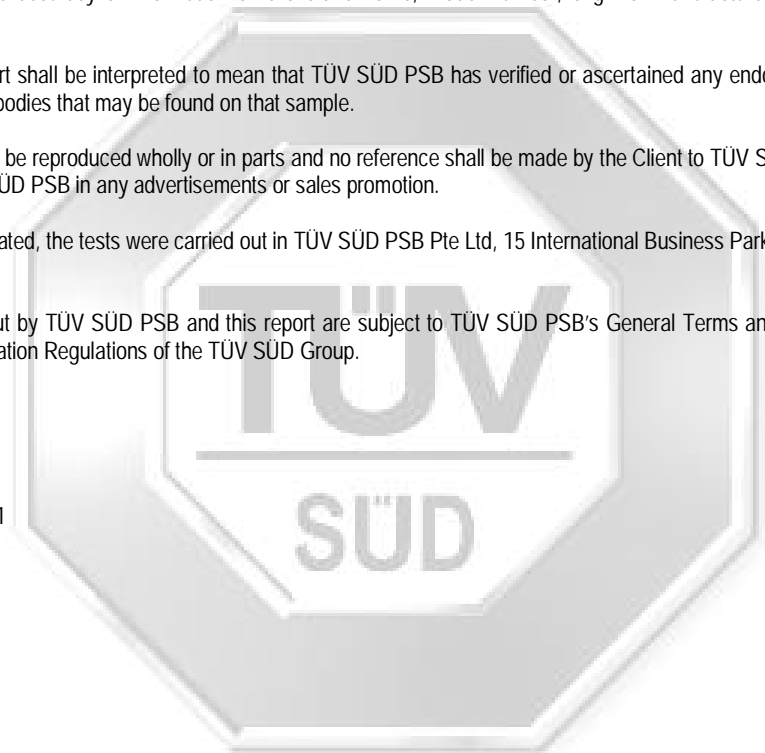 rt shall be interpreted to mean that TÜV SÜD PSB has verified or ascertained any endo
bodies that may be found on that sample.
be reproduced wholly or in parts and no reference shall be made by the Client to TÜV S
ÜD PSB in any advertisements or sales promotion.
ated, the tests were carried out in TÜV SÜD PSB Pte Ltd, 15 International Business Park
ut by TÜV SÜD PSB and this report are subject to TÜV SÜD PSB's General Terms an
ation Regulations of the TÜV SÜD Group.
TÜV
SÜD
1